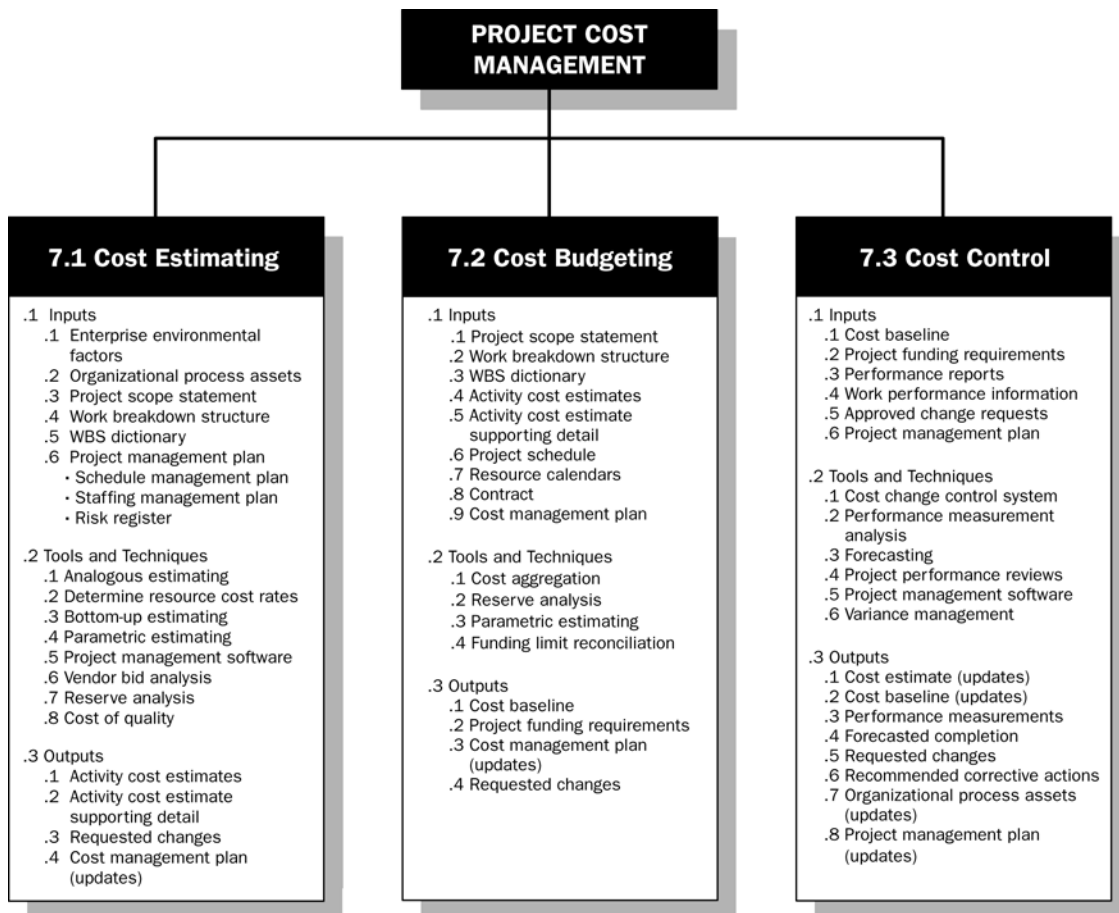 PROJECT COST
MANAGEMENT
7.1 Cost Estimating
.1 Inputs
.1 Enterprise environmental
factors
.2 Organizational process assets
.3 Project scope statement
.4 Work breakdown structure
.5 WBS dictionary
.6 Project management plan
• Schedule management plan
• Staffing management plan
• Risk register
.2 Tools and Techniques
.1 Analogous estimating
.2 Determine resource cost rates
.3 Bottom-up estimating
.4 Parametric estimating
.5 Project management software
.6 Vendor bid analysis
.7 Reserve analysis
.8 Cost of quality
.3 Outputs
.1 Activity cost estimates
.2 Activity cost estimate
supporting detail
.3 Requested changes
.4 Cost management plan
(updates)
7.2 Cost Budgeting
.1 Inputs
.1 Project scope statement
.2 Work breakdown structure
.3 WBS dictionary
.4 Activity cost estimates
.5 Activity cost estimate
supporting detail
.6 Project schedule
.7 Resource calendars
.8 Contract
.9 Cost management plan
.2 Tools and Techniques
.1 Cost aggregation
.2 Reserve analysis
.3 Parametric estimating
.4 Funding limit reconciliation
.3 Outputs
.1 Cost baseline
.2 Project funding requirements
.3 Cost management plan
(updates)
.4 Requested changes
7.3 Cost Control
.1 Inputs
.1 Cost baseline
.2 Project funding requirements
.3 Performance reports
.4 Work performance information
.5 Approved change requests
.6 Project management plan
.2 Tools and Techniques
.1 Cost change control system
.2 Performance measurement
analysis
.3 Forecasting
.4 Project performance reviews
.5 Project management software
.6 Variance management
.3 Outputs
.1 Cost estimate (updates)
.2 Cost baseline (updates)
.3 Performance measurements
.4 Forecasted completion
.5 Requested changes
.6 Recommended corrective actions
.7 Organizational process assets
(updates)
.8 Project management plan
(updates)